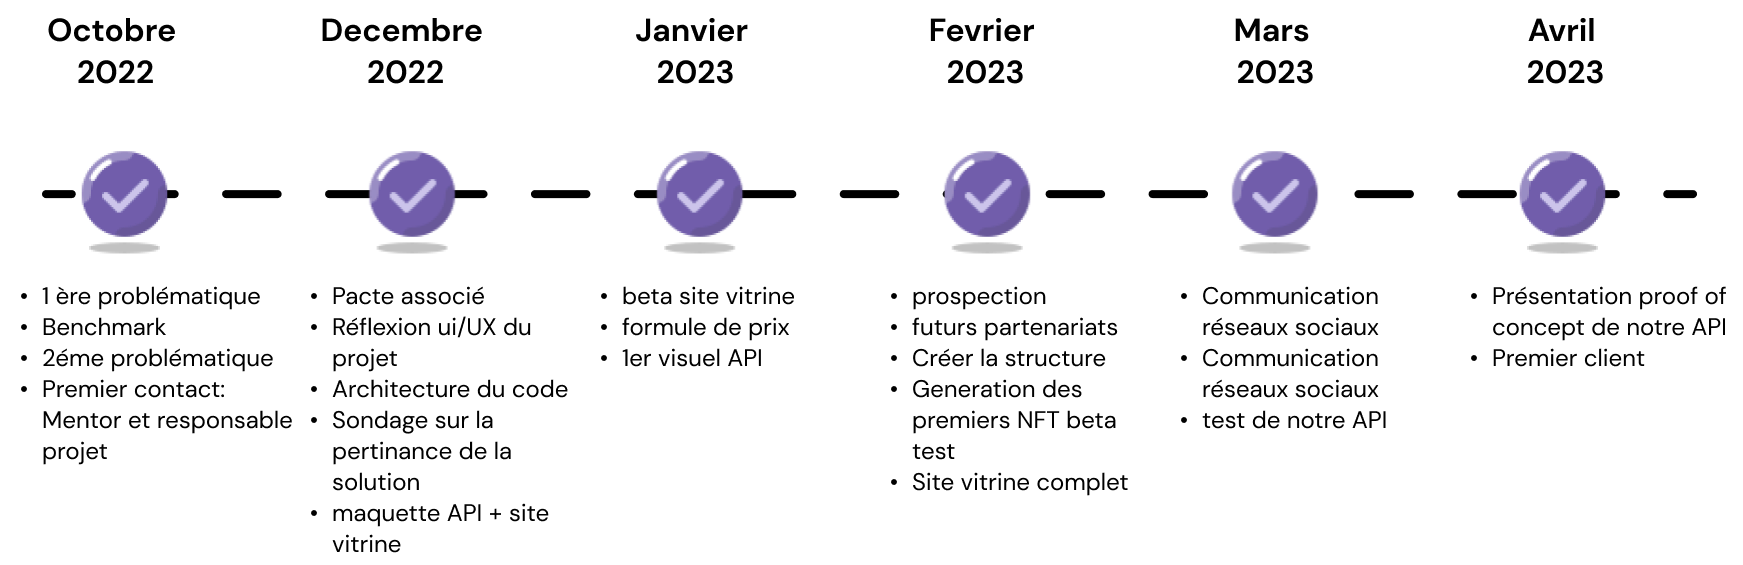 Octobre
2022
Decembre
2022
Janvier
2023
Fevrier
2023
Mars
2023
Avril
2023
• 1 ère problématique
• Benchmark
• 2éme problématique
• Premier contact:
Mentor et responsable
projet
• Pacte associé
• Réflexion ui/UX du
projet
• Architecture du code
• Sondage sur la
pertinance de la
solution
• maquette API + site
vitrine
• beta site vitrine
• formule de prix
• 1er visuel API
• prospection
• futurs partenariats
• Créer la structure
• Generation des
premiers NFT beta
test
• Site vitrine complet
• Communication
réseaux sociaux
• Communication
réseaux sociaux
• test de notre API
• Présentation proof of
concept de notre API
• Premier client